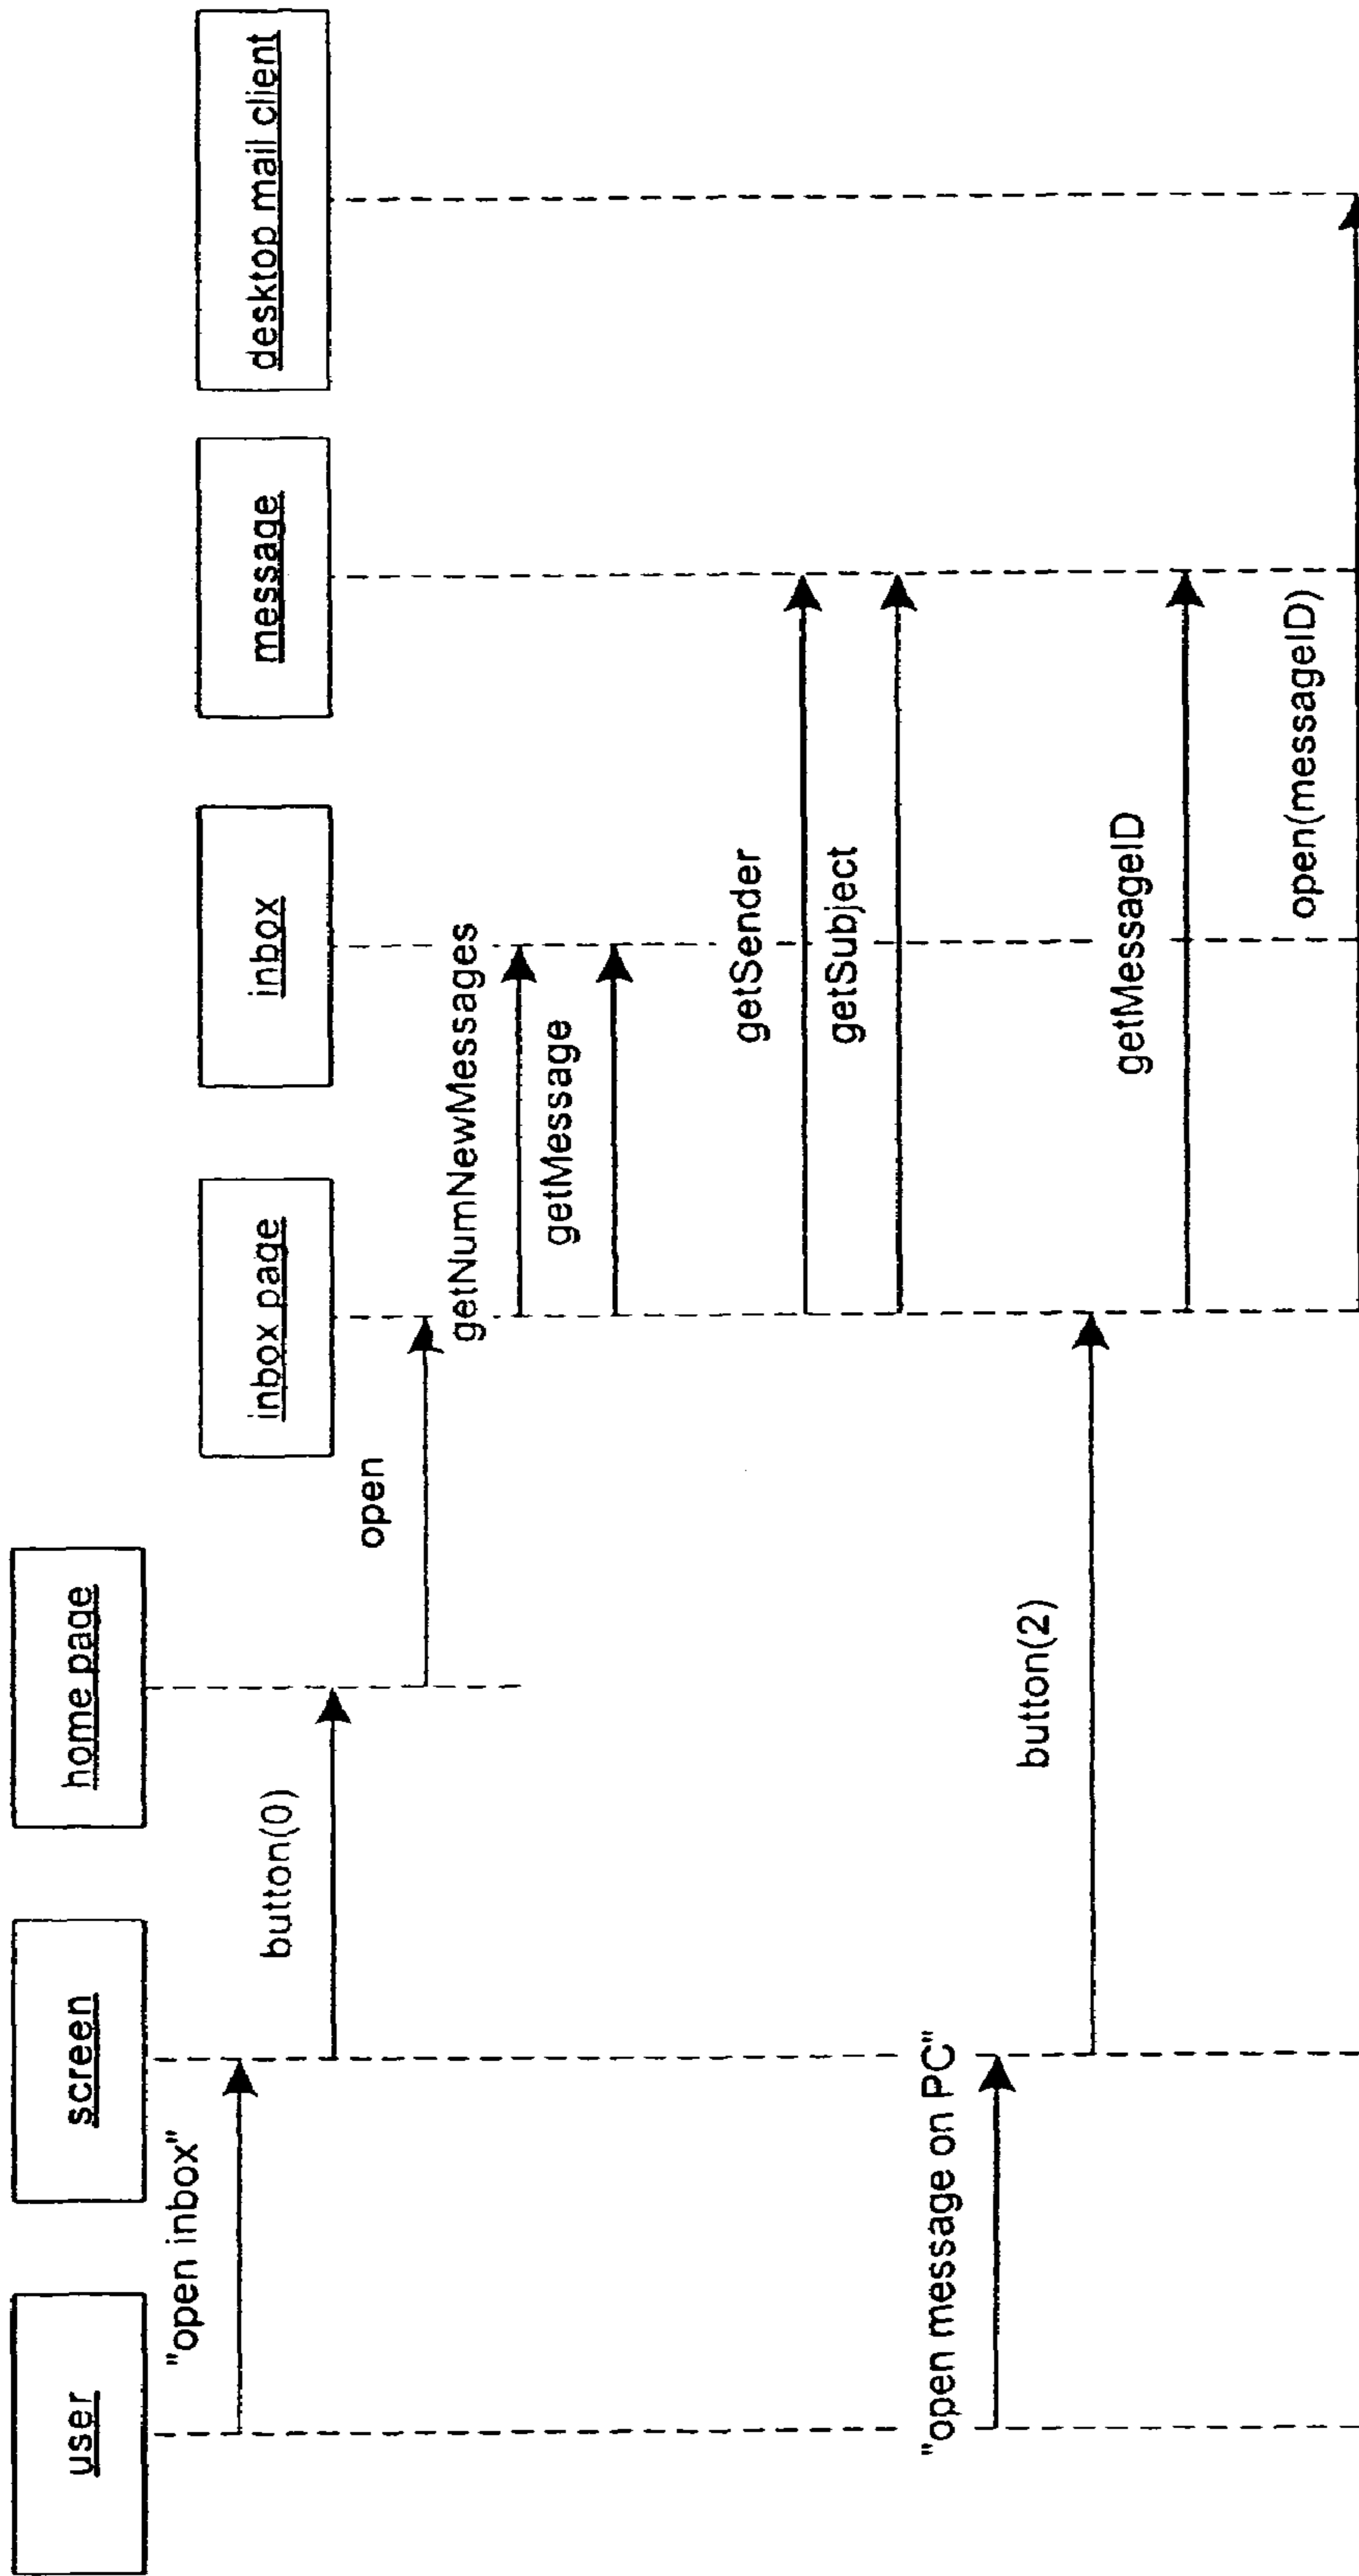 user
screen
home page
inbox page
inbox
message
desktop mail client
"open inbox"
button(0)
open
getNumNewMessages
getMessage
getSender
getSubject
"open message on PC"
button(2)
getMessageID
open(messageID)